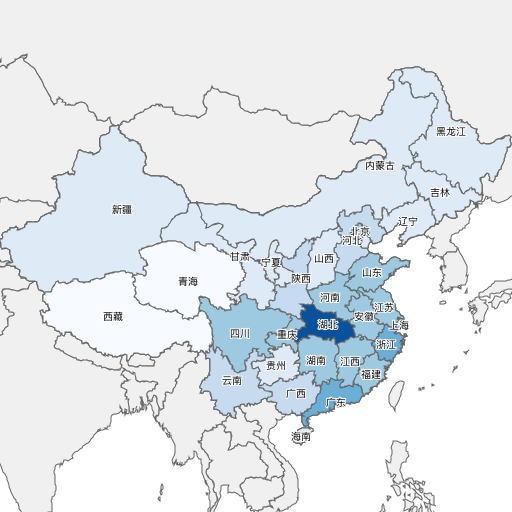 黑龙江
内蒙古
吉林
新疆
辽宁
北京
河北
甘肃
宁夏
山西
山东
陕西
青海
河南
江苏
西藏
安徽
湖北
上海
四川
重庆
浙江
湖南
江西
贵州
福建
云南
广西
广东
海南